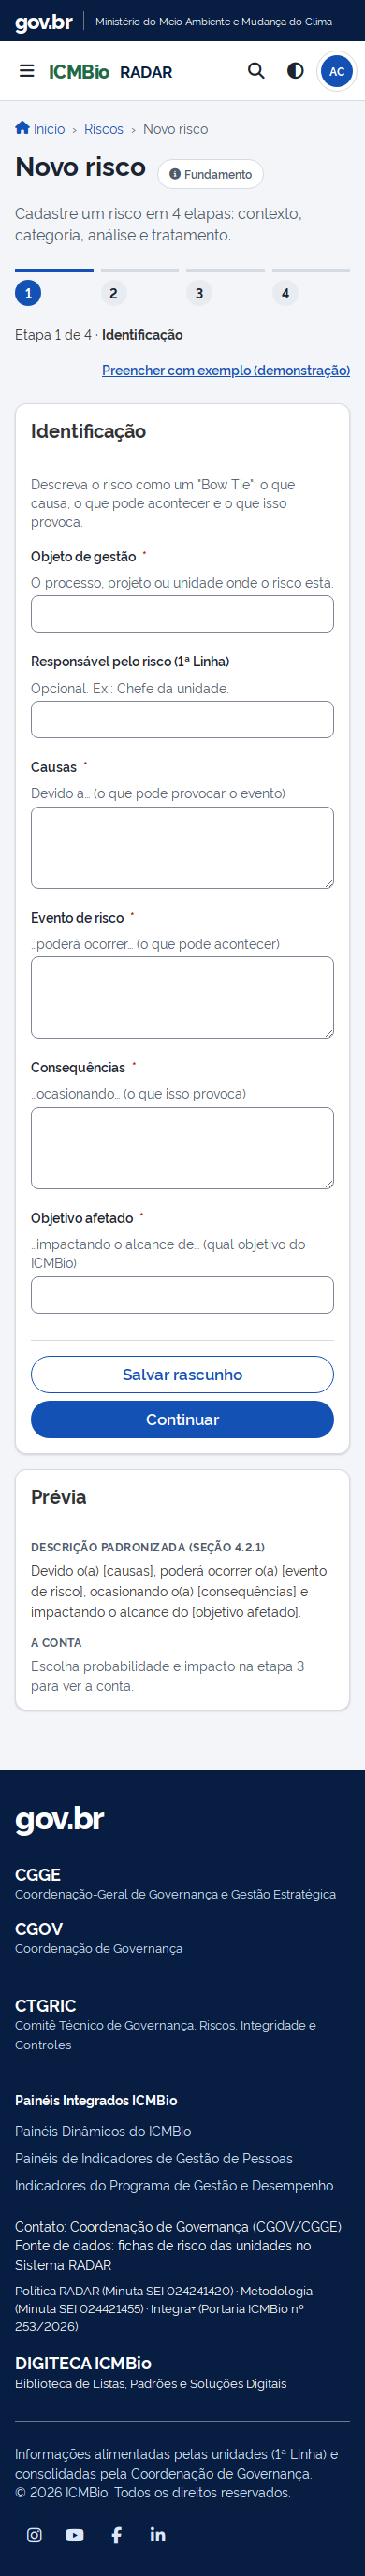 gov.br Ministério do Meio Ambiente e Mudança do Clima
ICMBio RADAR AC
Início › Riscos › Novo risco
Novo risco Fundamento
Cadastre um risco em 4 etapas: contexto,
categoria, análise e tratamento.
1 2 3 4
Etapa 1 de 4 · Identificação
Preencher com exemplo (demonstração)
Identificação
Descreva o risco como um "Bow Tie": o que
causa, o que pode acontecer e o que isso
provoca.
Objeto de gestão *
O processo, projeto ou unidade onde o risco está.
Responsável pelo risco (1ª Linha)
Opcional. Ex.: Chefe da unidade.
Causas *
Devido a... (o que pode provocar o evento)
Evento de risco *
...poderá ocorrer... (o que pode acontecer)
Consequências *
...ocasionando... (o que isso provoca)
Objetivo afetado *
...impactando o alcance de... (qual objetivo do
ICMBio)
Salvar rascunho
Continuar
Prévia
DESCRIÇÃO PADRONIZADA (SEÇÃO 4.2.1)
Devido o(a) [causas], poderá ocorrer o(a) [evento
de risco], ocasionando o(a) [consequências] e
impactando o alcance do [objetivo afetado].
A CONTA
Escolha probabilidade e impacto na etapa 3
para ver a conta.
gov.br
CGGE
Coordenação-Geral de Governança e Gestão Estratégica
CGOV
Coordenação de Governança
CTGRIC
Comitê Técnico de Governança, Riscos, Integridade e
Controles
Painéis Integrados ICMBio
Painéis Dinâmicos do ICMBio
Painéis de Indicadores de Gestão de Pessoas
Indicadores do Programa de Gestão e Desempenho
Contato: Coordenação de Governança (CGOV/CGGE)
Fonte de dados: fichas de risco das unidades no
Sistema RADAR
Política RADAR (Minuta SEI 024241420) · Metodologia
(Minuta SEI 024421455) · Integra+ (Portaria ICMBio nº
253/2026)
DIGITECA ICMBio
Biblioteca de Listas, Padrões e Soluções Digitais
Informações alimentadas pelas unidades (1ª Linha) e
consolidadas pela Coordenação de Governança.
© 2026 ICMBio. Todos os direitos reservados.